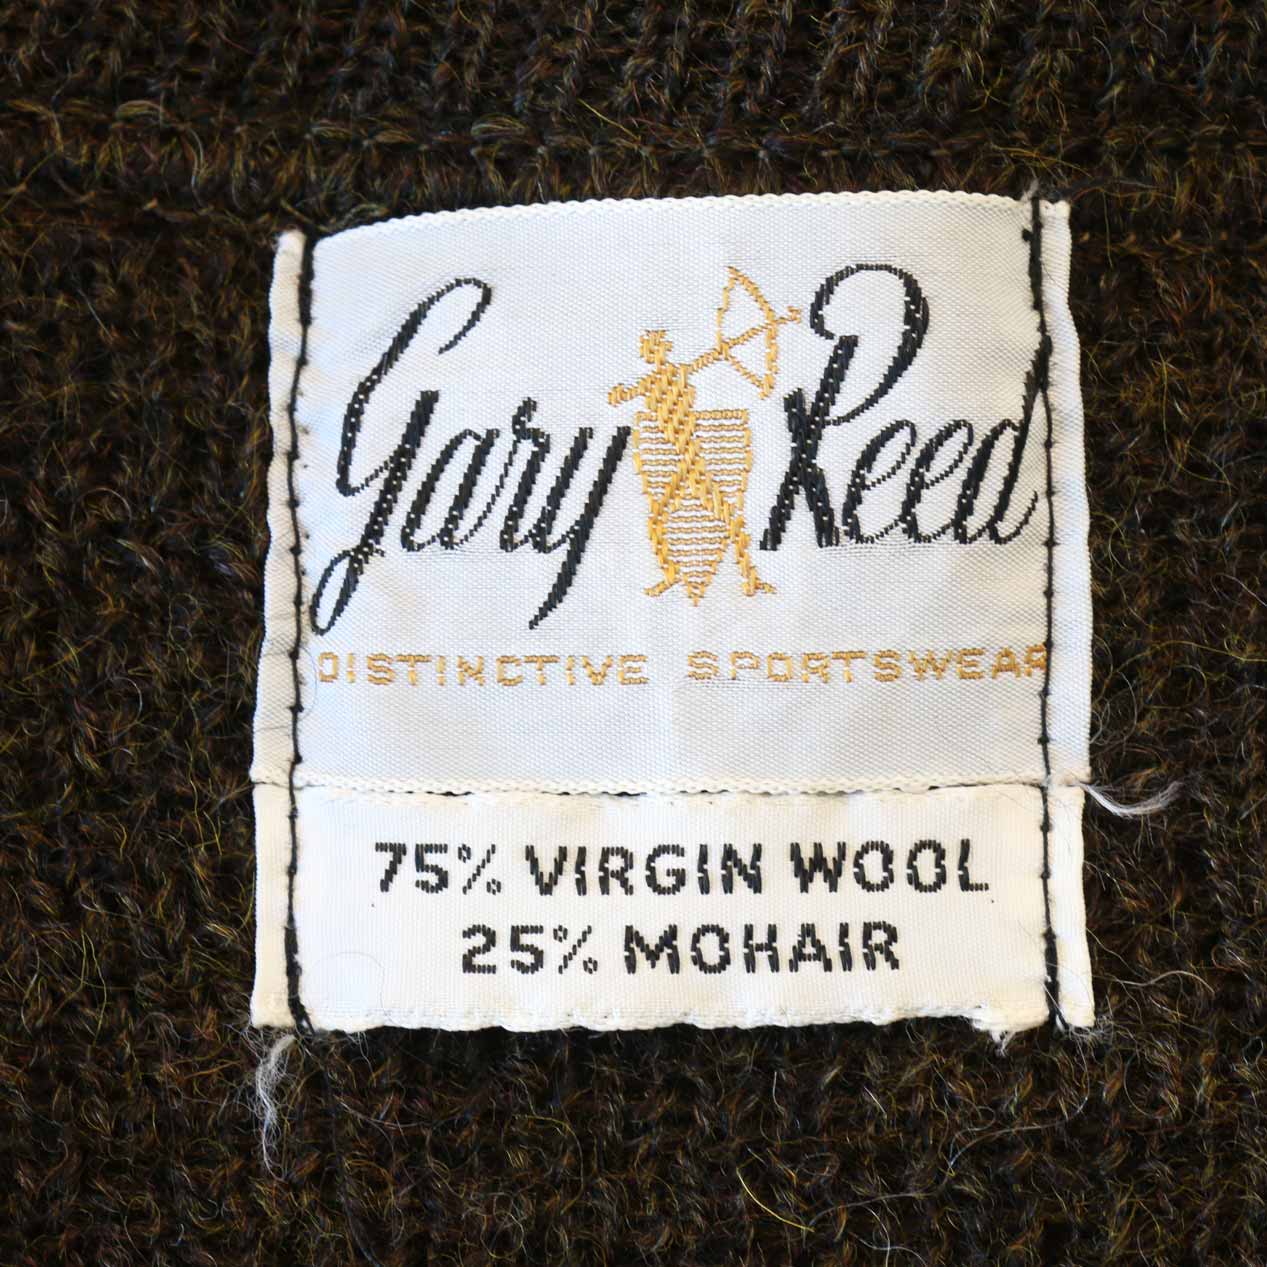 Gary Reed
DISTINCTIVE SPORTSWEAR
75% VIRGIN WOOL
25% MOHAIR